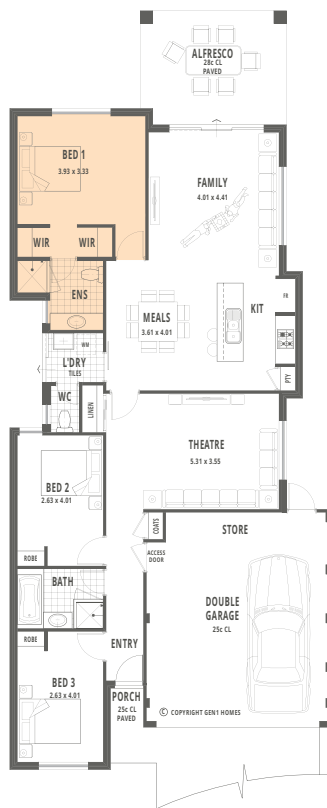 ALFRESCO
28c CL
PAVED
BED 1
3.93 x 3.33
FAMILY
4.01 x 4.41
WIR
WIR
ENS
MEALS
3.61 x 4.01
KIT
FR
WM
L'DRY
TILES
PTY
WC
LINEN
THEATRE
5.31 x 3.55
BED 2
2.63 x 4.01
COATS
STORE
ROBE
ACCESS
DOOR
BATH
DOUBLE
GARAGE
25c CL
ROBE
ENTRY
BED 3
2.63 x 4.01
PORCH
25c CL
PAVED
© COPYRIGHT GEN1 HOMES